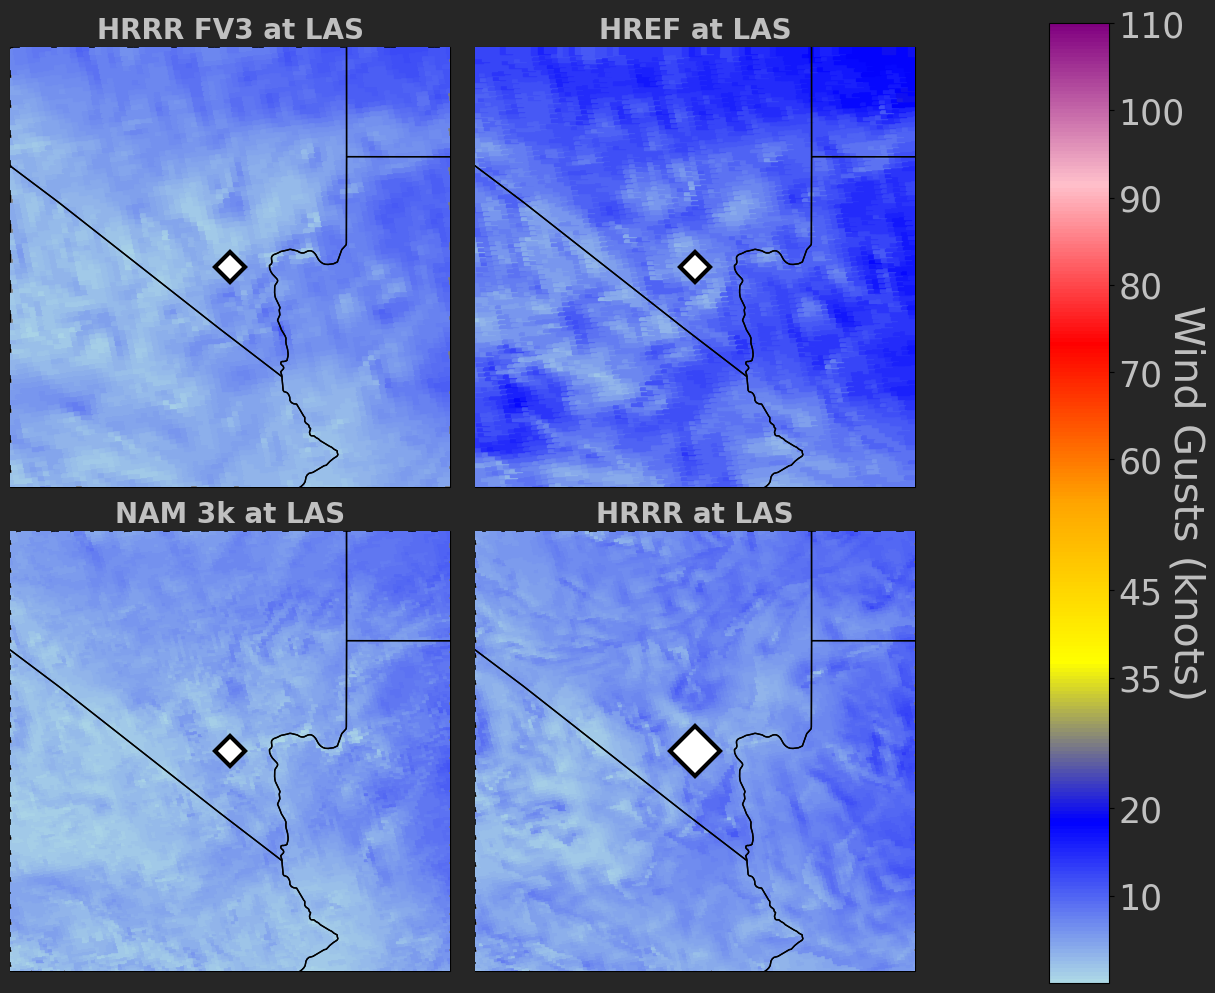 HRRR FV3 at LAS
HREF at LAS
NAM 3k at LAS
HRRR at LAS
110
100
90
80
70
60
45
35
20
10
Wind Gusts (knots)